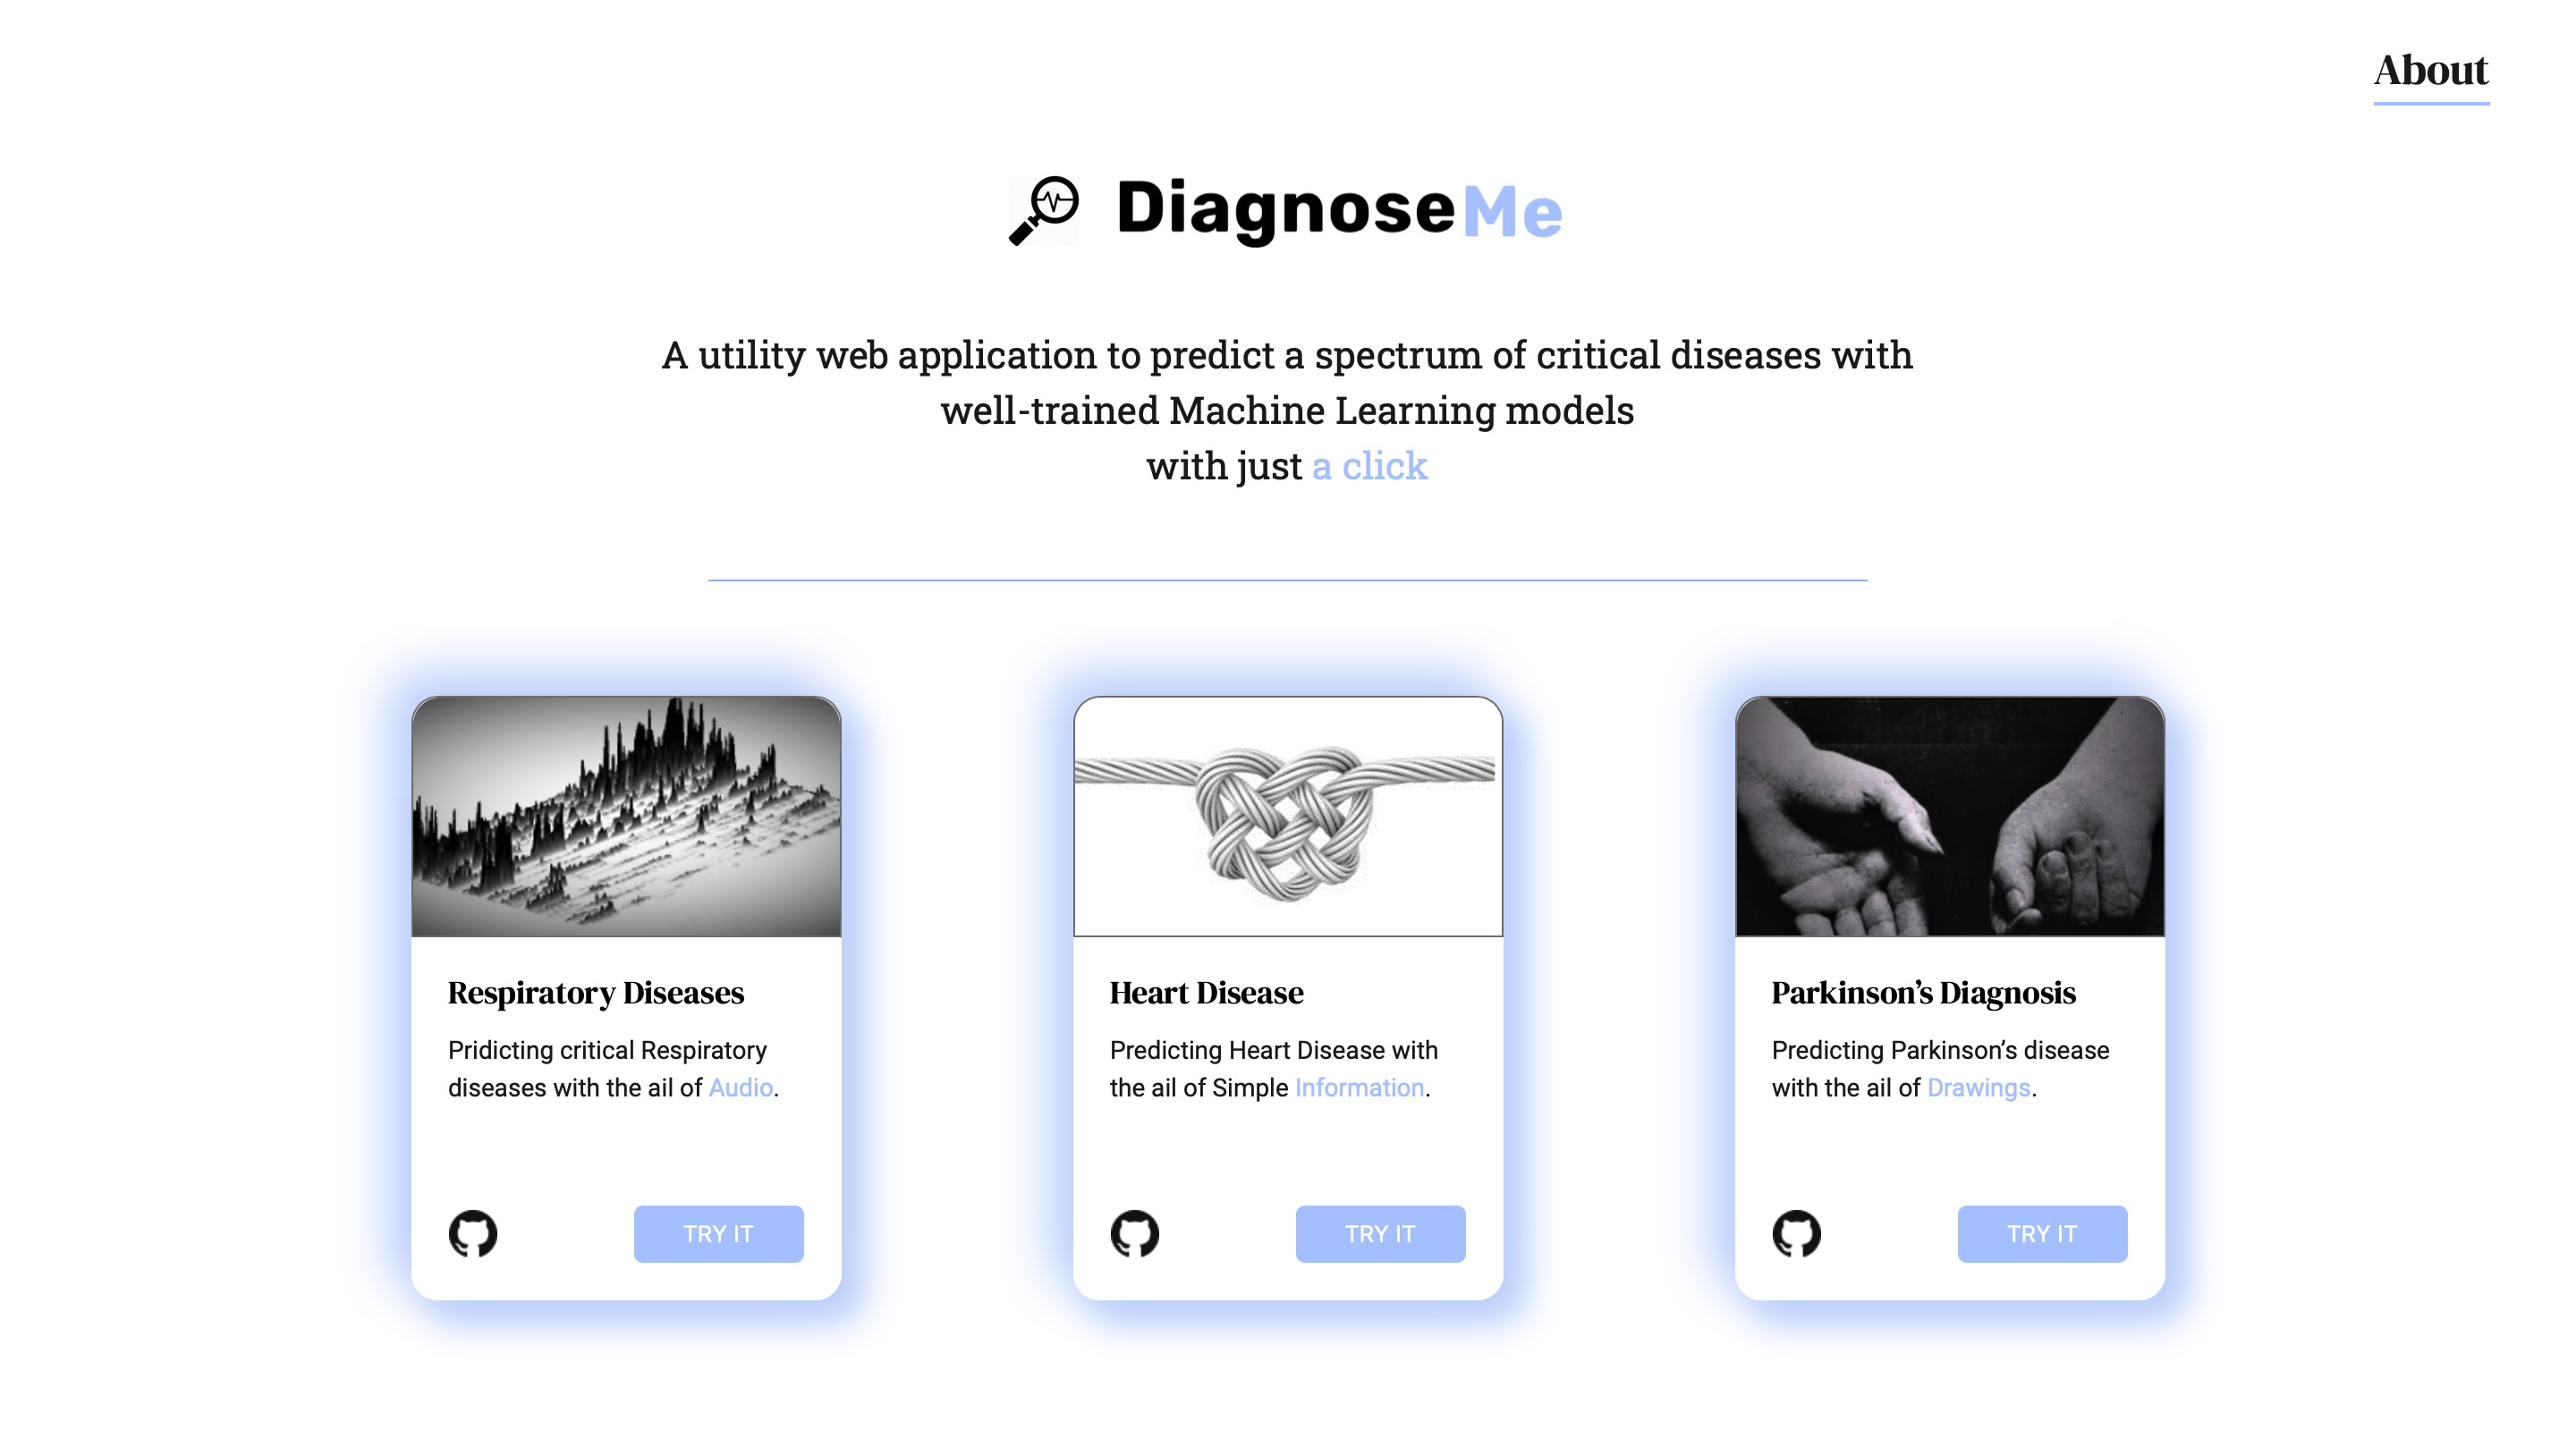 About
DiagnoseMe
A utility web application to predict a spectrum of critical diseases with
well-trained Machine Learning models
with just a click
Respiratory Diseases
Pridicting critical Respiratory
diseases with the ail of Audio.
TRY IT
Heart Disease
Predicting Heart Disease with
the ail of Simple Information.
TRY IT
Parkinson's Diagnosis
Predicting Parkinson's disease
with the ail of Drawings.
TRY IT